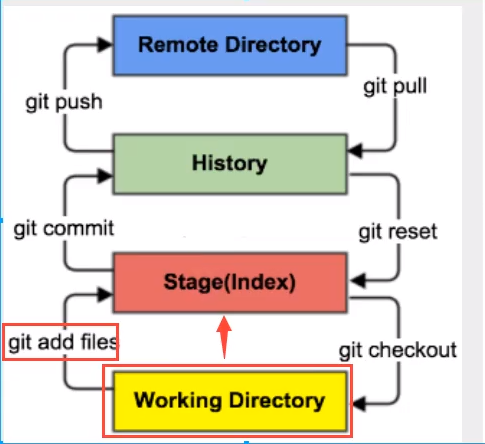 Remote Directory
git push
git pull
History
git commit
git reset
Stage(Index)
git add files
git checkout
Working Directory